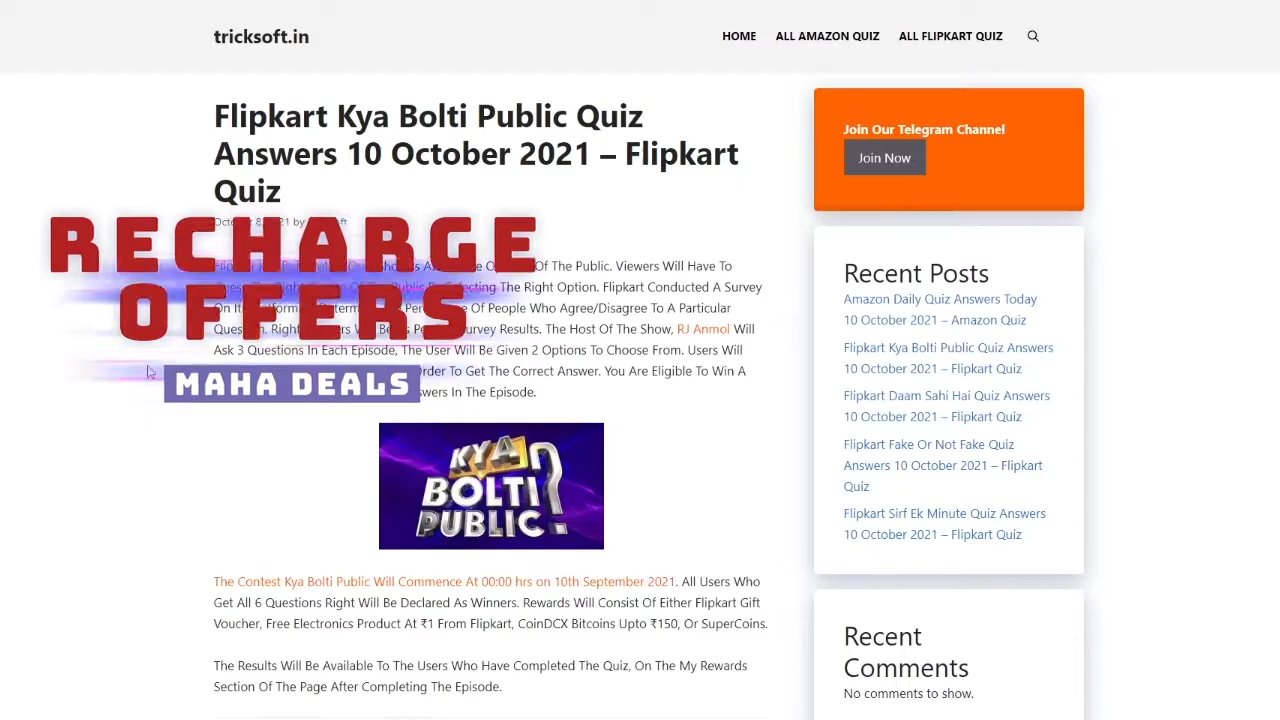 tricksoft.in
HOME
ALL AMAZON QUIZ
ALL FLIPKART QUIZ
Flipkart Kya Bolti Public Quiz
Answers 10 October 2021 – Flipkart
Quiz
RECHARGE
OFFERS
MAHA DEALS
Of The Public. Viewers Will Have To
The Right Option. Flipkart Conducted A Survey
Of People Who Agree/Disagree To A Particular
Survey Results. The Host Of The Show, RJ Anmol Will
Ask 3 Questions In Each Episode, The User Will Be Given 2 Options To Choose From. Users Will
To Get The Correct Answer. You Are Eligible To Win A
In The Episode.
KYA
BOLTI
PUBLIC?
The Contest Kya Bolti Public Will Commence At 00:00 hrs on 10th September 2021. All Users Who
Get All 6 Questions Right Will Be Declared As Winners. Rewards Will Consist Of Either Flipkart Gift
Voucher, Free Electronics Product At ₹1 From Flipkart, CoinDCX Bitcoins Upto ₹150, Or SuperCoins.
The Results Will Be Available To The Users Who Have Completed The Quiz, On The My Rewards
Section Of The Page After Completing The Episode.
Join Our Telegram Channel
Join Now
Recent Posts
Amazon Daily Quiz Answers Today
10 October 2021 – Amazon Quiz
Flipkart Kya Bolti Public Quiz Answers
10 October 2021 – Flipkart Quiz
Flipkart Daam Sahi Hai Quiz Answers
10 October 2021 – Flipkart Quiz
Flipkart Fake Or Not Fake Quiz
Answers 10 October 2021 – Flipkart
Quiz
Flipkart Sirf Ek Minute Quiz Answers
10 October 2021 – Flipkart Quiz
Recent
Comments
No comments to show.